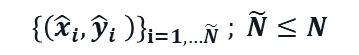 {(x̂ᵢ, ŷᵢ)}ᵢ₌₁,…Ñ ; Ñ ≤ N